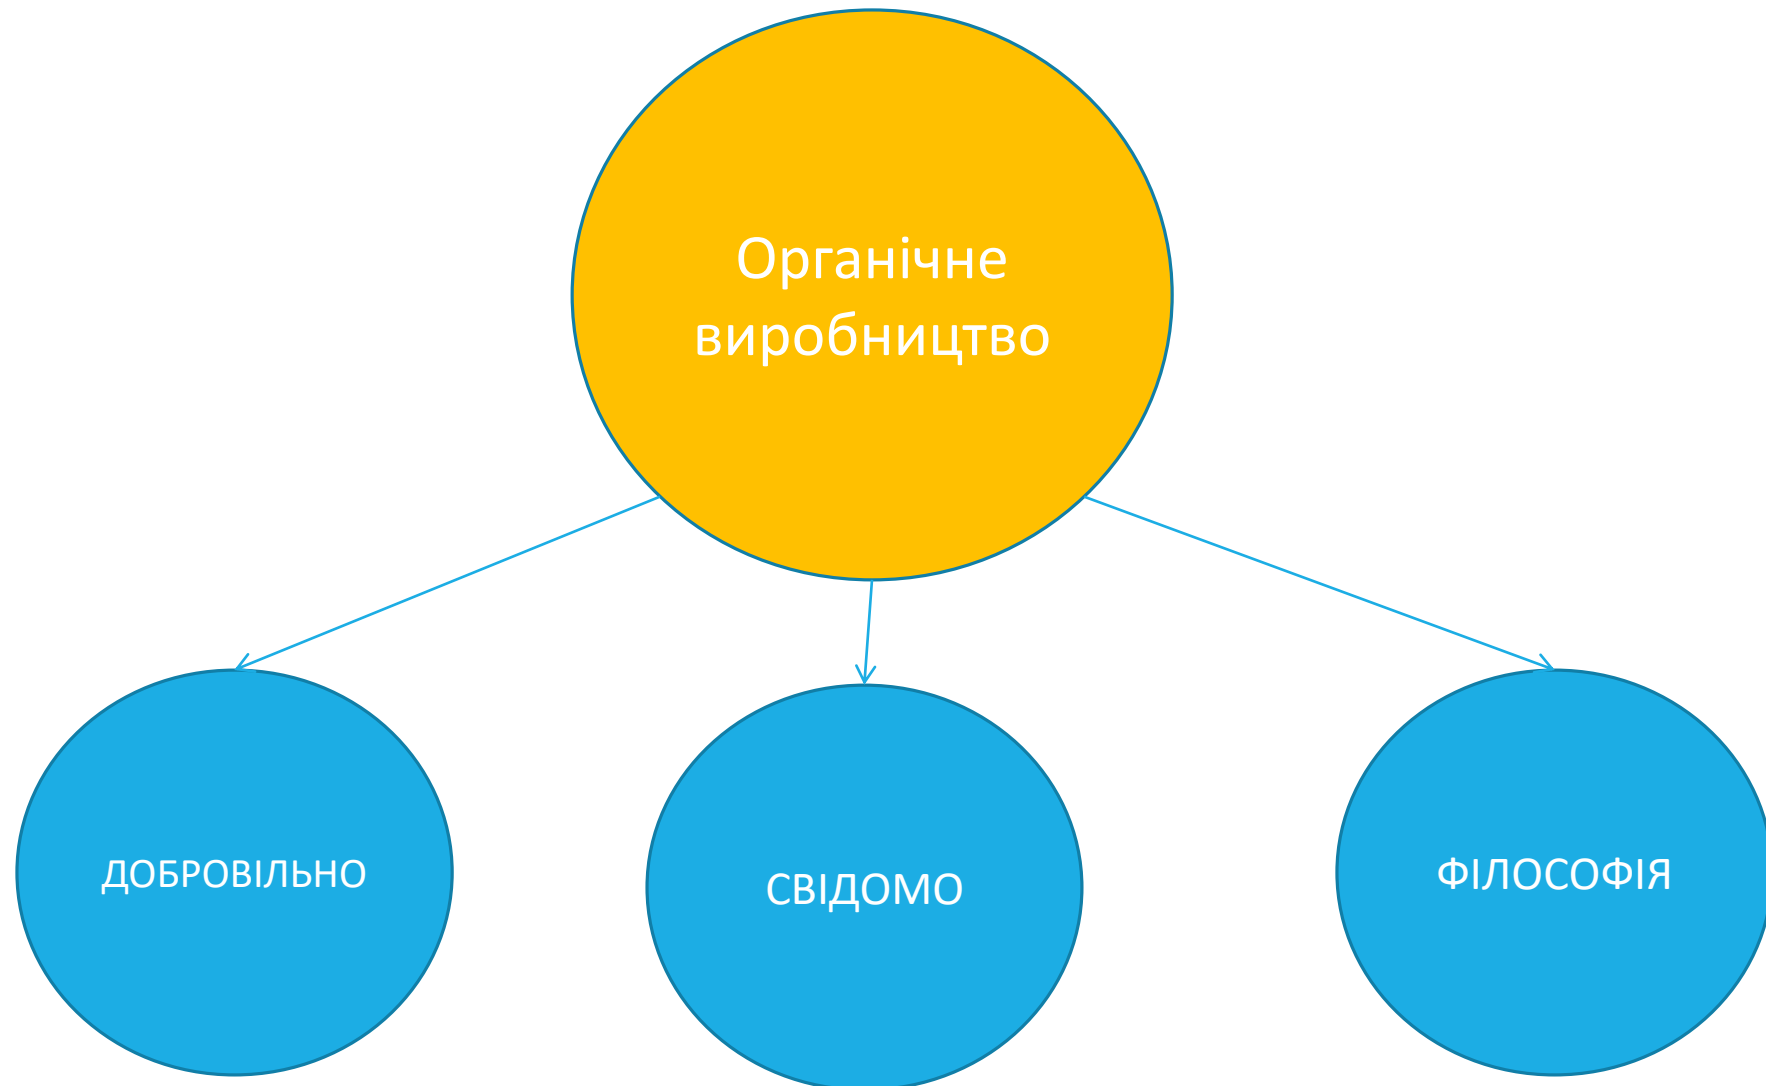 Органічне
виробництво
ДОБРОВІЛЬНО
СВІДОМО
ФІЛОСОФІЯ